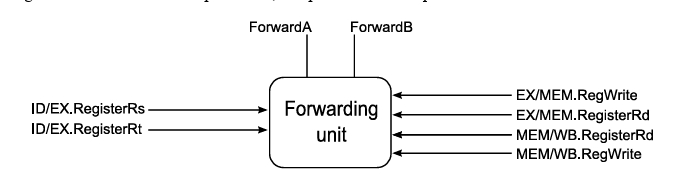 ForwardA ForwardB
ID/EX.RegisterRs
ID/EX.RegisterRt
Forwarding
unit
EX/MEM.RegWrite
EX/MEM.RegisterRd
MEM/WB.RegisterRd
MEM/WB.RegWrite